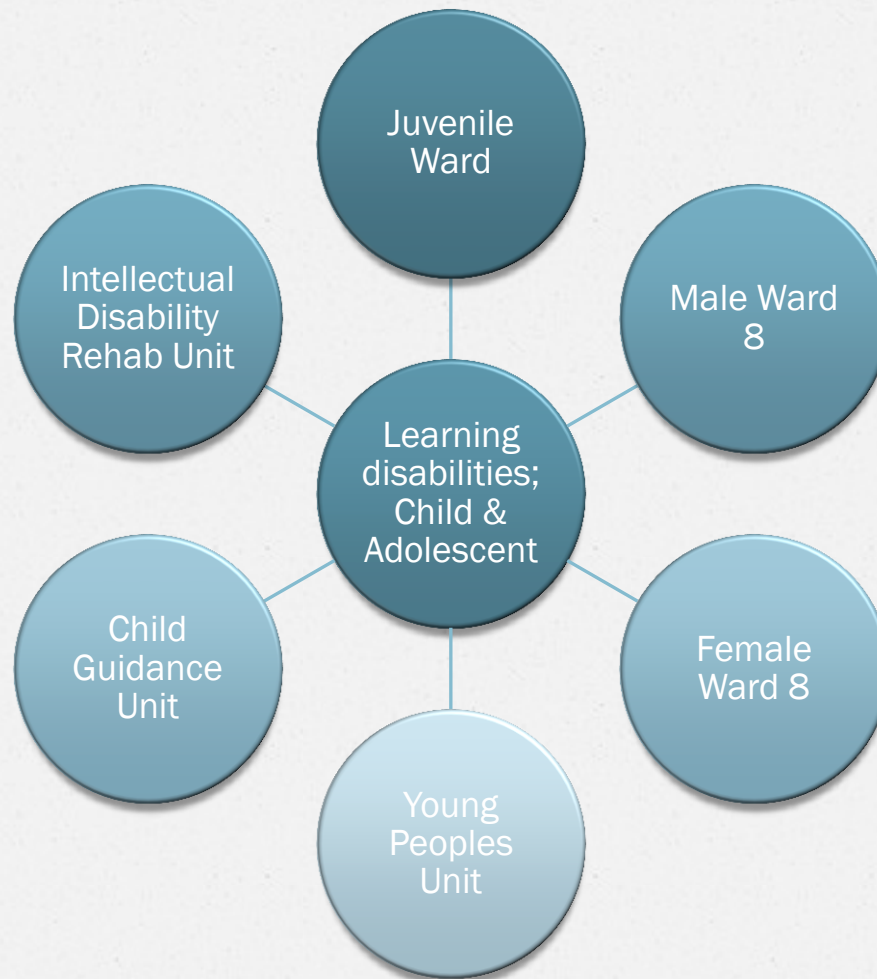 Juvenile
Ward
Intellectual
Disability
Rehab Unit
Male Ward
8
Learning
disabilities;
Child &
Adolescent
Child
Guidance
Unit
Female
Ward 8
Young
Peoples
Unit